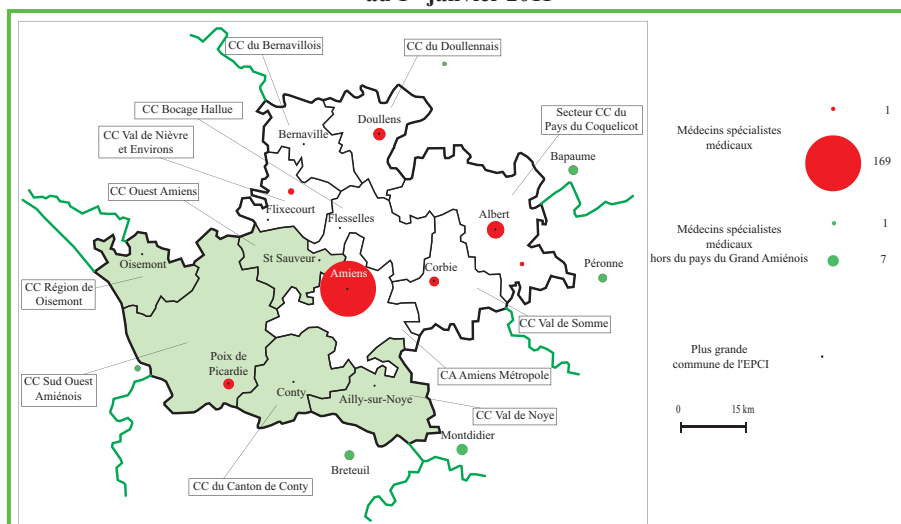 au 1er janvier 2011
CC du Bernavillois
CC du Doullennais
CC Bocage Hallue
CC Val de Nièvre
et Environs
CC Ouest Amiens
Bernaville
Doullens
Secteur CC du
Pays du Coquelicot
Bapaume
Flixecourt
Flesselles
Albert
Oisemont
St Sauveur
Amiens
Corbie
Péronne
CC Région de
Oisemont
CC Val de Somme
CC Sud Ouest
Amiénois
Poix de
Picardie
CA Amiens Métropole
Conty
Ailly-sur-Noye
CC Val de Noye
Montdidier
Breteuil
CC du Canton de Conty
Médecins spécialistes
médicaux
1
169
Médecins spécialistes
médicaux
hors du pays du Grand Amiénois
1
7
Plus grande
commune de l'EPCI
0 15 km